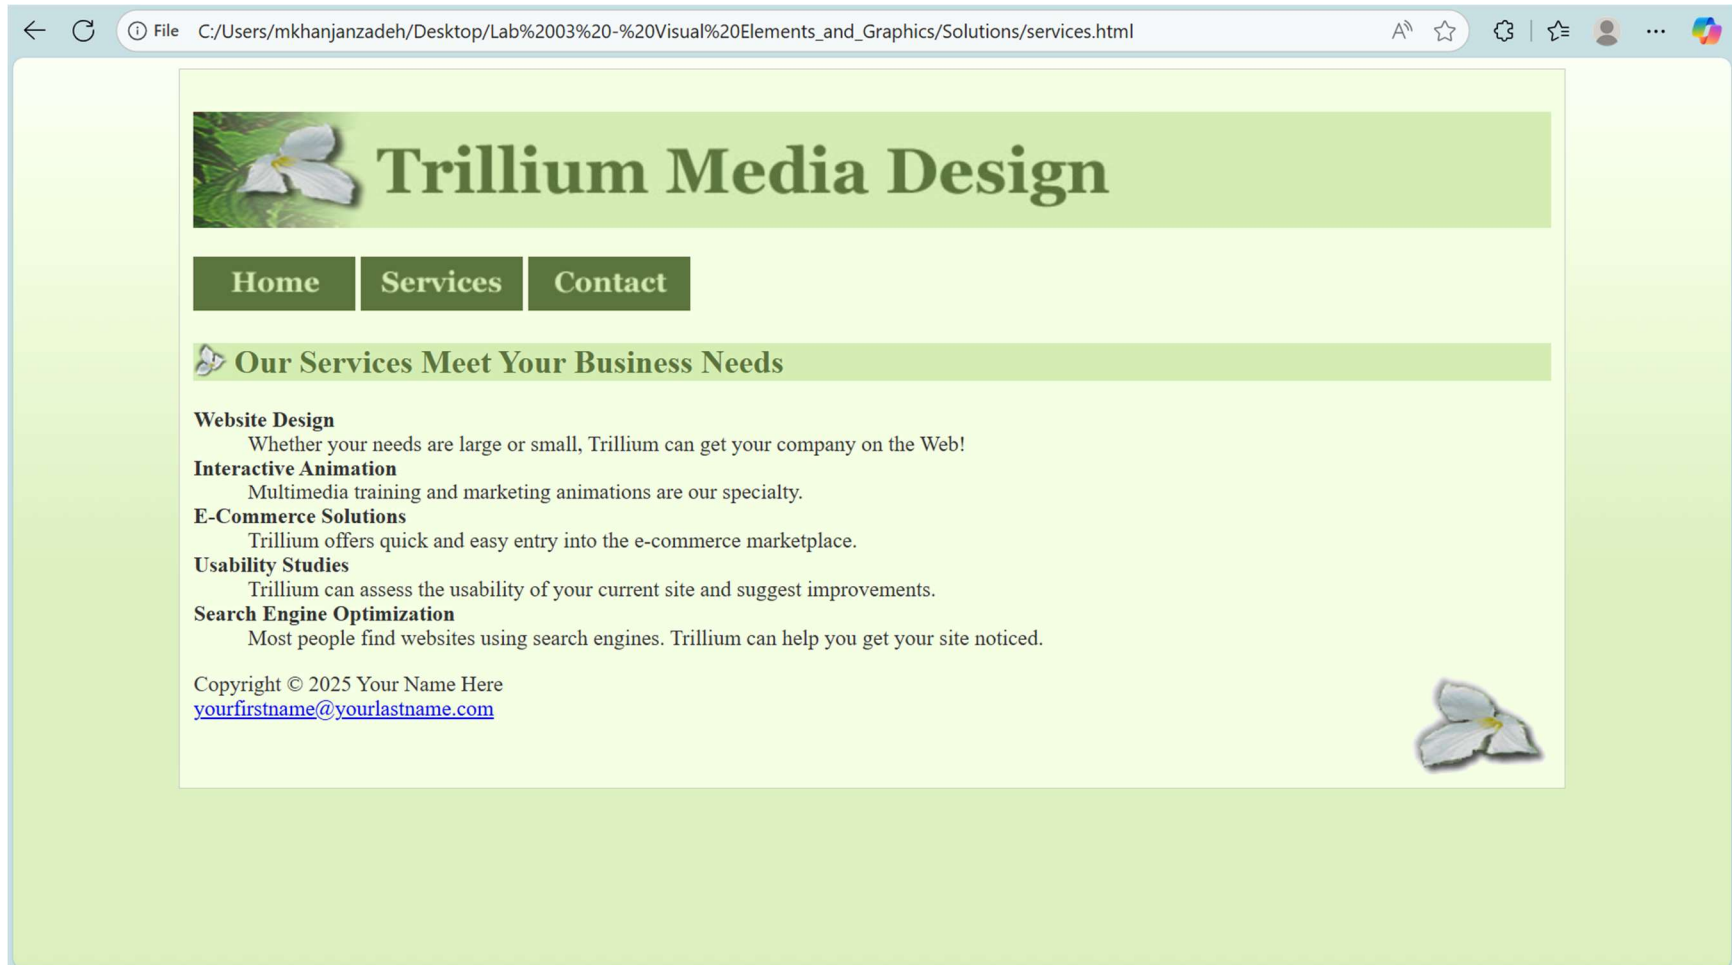 File C:/Users/mkhanjanzadeh/Desktop/Lab%2003%20-%20Visual%20Elements_and_Graphics/Solutions/services.html
Trillium Media Design
Home Services Contact
Our Services Meet Your Business Needs
Website Design
Whether your needs are large or small, Trillium can get your company on the Web!
Interactive Animation
Multimedia training and marketing animations are our specialty.
E-Commerce Solutions
Trillium offers quick and easy entry into the e-commerce marketplace.
Usability Studies
Trillium can assess the usability of your current site and suggest improvements.
Search Engine Optimization
Most people find websites using search engines. Trillium can help you get your site noticed.
Copyright © 2025 Your Name Here
yourfirstname@yourlastname.com